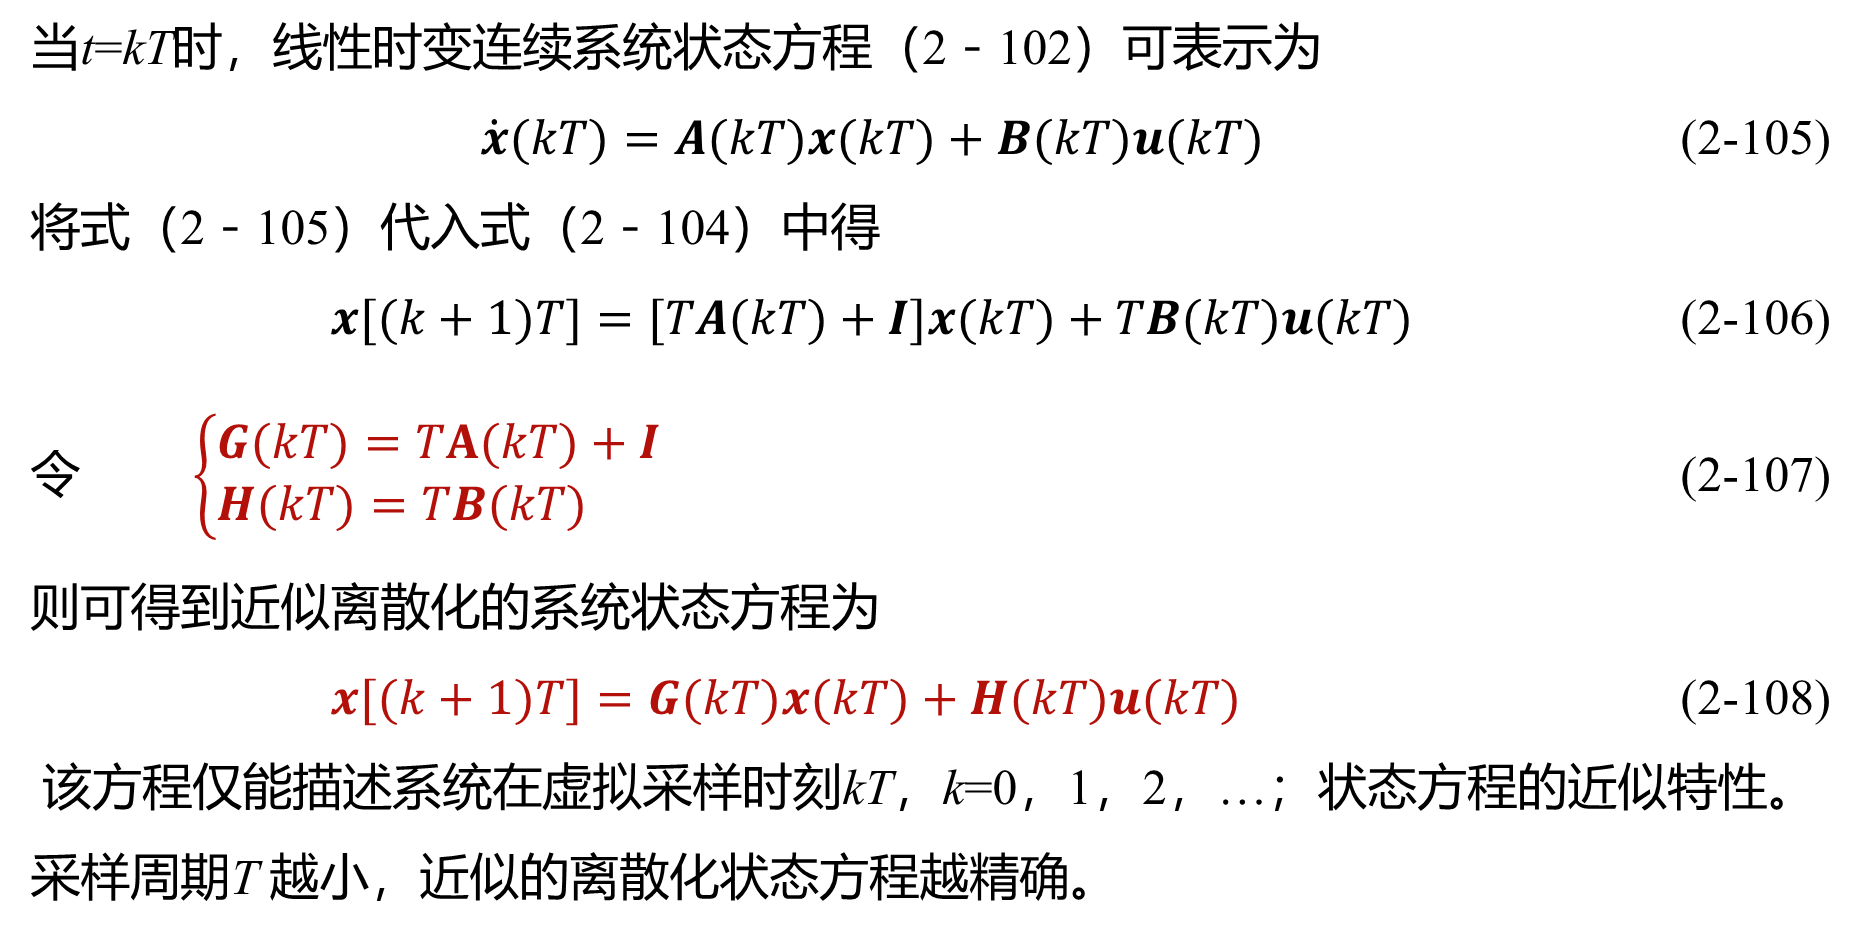 当t=kT时，线性时变连续系统状态方程（2 - 102）可表示为
ẋ(kT) = A(kT)x(kT) + B(kT)u(kT) (2-105)
将式（2 - 105）代入式（2 - 104）中得
x[(k + 1)T] = [TA(kT) + I]x(kT) + TB(kT)u(kT) (2-106)
令 { G(kT) = TA(kT) + I
H(kT) = TB(kT) (2-107)
则可得到近似离散化的系统状态方程为
x[(k + 1)T] = G(kT)x(kT) + H(kT)u(kT) (2-108)
该方程仅能描述系统在虚拟采样时刻kT，k=0，1，2，…；状态方程的近似特性。
采样周期T 越小，近似的离散化状态方程越精确。